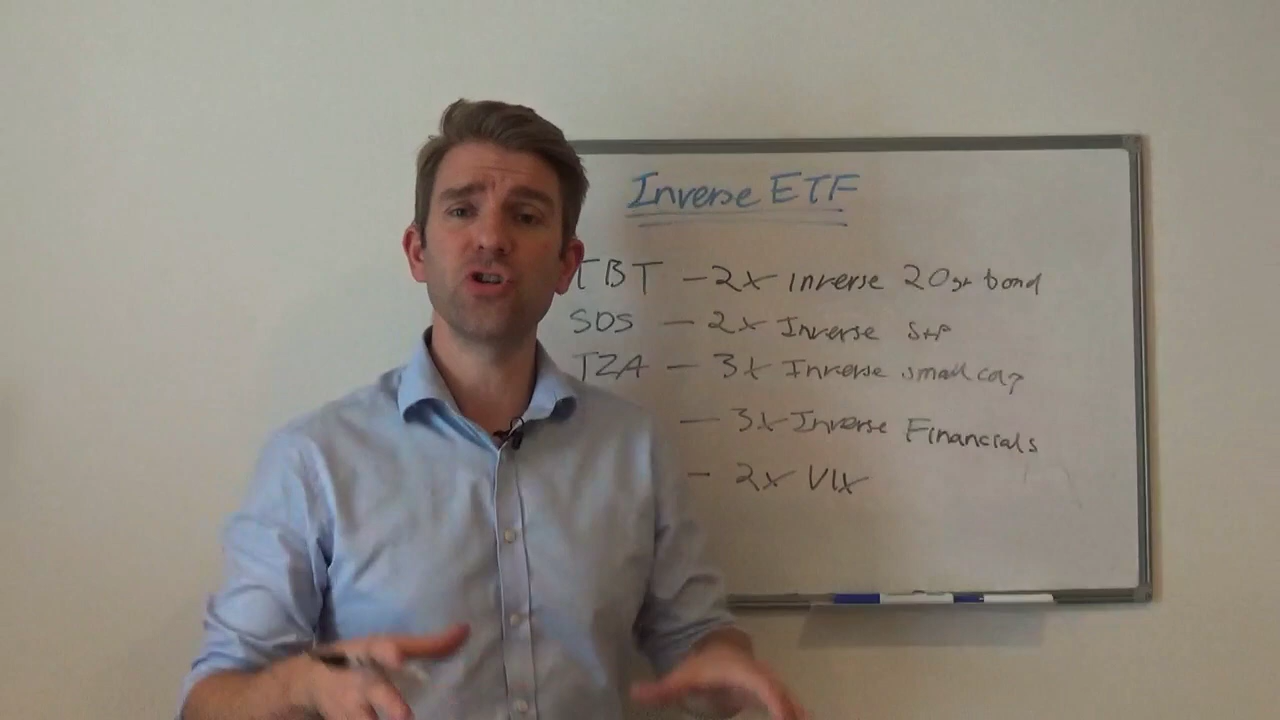 Inverse ETF
TBT - 2x inverse 20yr bond
SDS - 2x Inverse S+P
TZA - 3x Inverse small cap
- 3x Inverse Financials
- 2x VIX